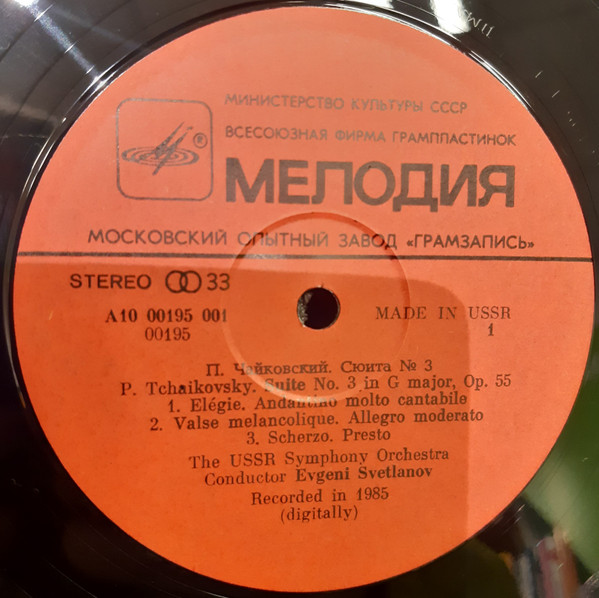 МИНИСТЕРСТВО КУЛЬТУРЫ СССР
ВСЕСОЮЗНАЯ ФИРМА ГРАМПЛАСТИНОК
®
МЕЛОДИЯ
МОСКОВСКИЙ ОПЫТНЫЙ ЗАВОД «ГРАМЗАПИСЬ»
STEREO 33
A10 00195 001
00195
MADE IN USSR
1
П. Чайковский. Сюита № 3
P. Tchaikovsky. Suite No. 3 in G major, Op. 55
1. Elégie. Andantino molto cantabile
2. Valse melancolique. Allegro moderato
3. Scherzo. Presto
The USSR Symphony Orchestra
Conductor Evgeni Svetlanov
Recorded in 1985
(digitally)